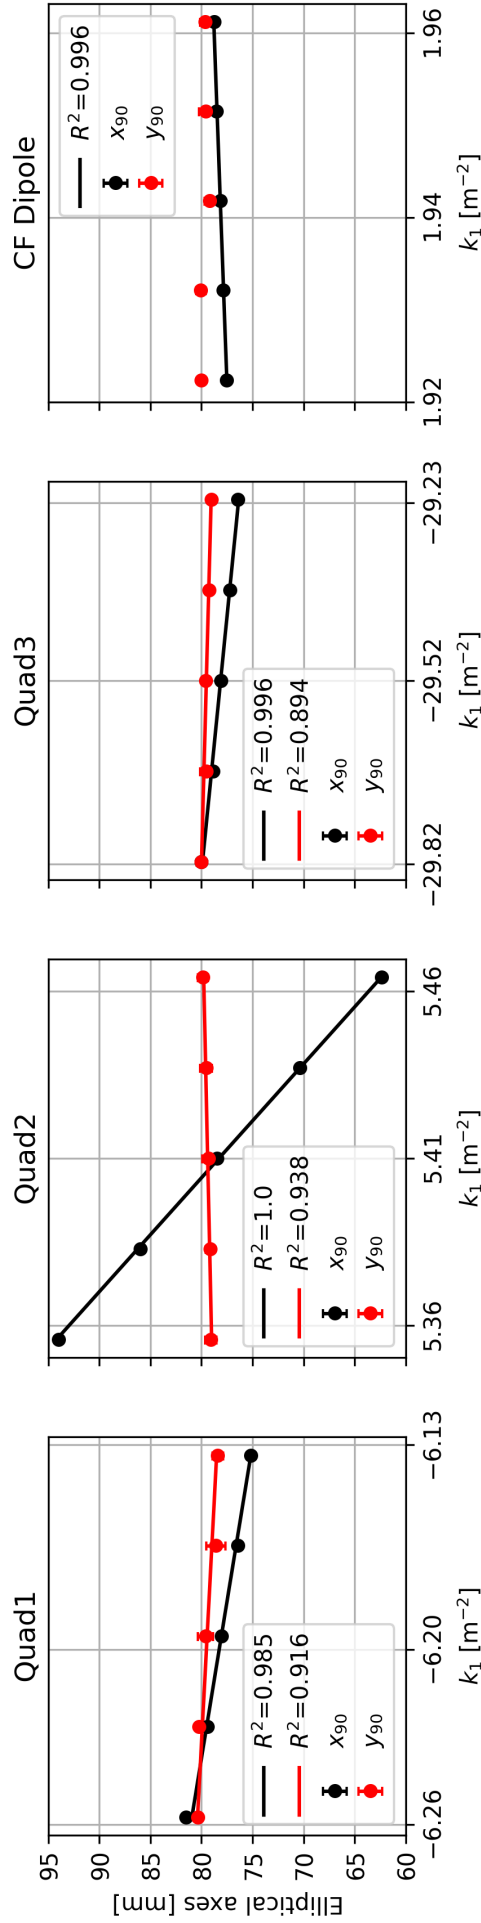 Quad1
Elliptical axes [mm]
95
90
85
80
75
70
65
60
R²=0.985
R²=0.916
x₉₀
y₉₀
−6.26
−6.20
−6.13
k₁ [m⁻²]
Quad2
R²=1.0
R²=0.938
x₉₀
y₉₀
5.36
5.41
5.46
k₁ [m⁻²]
Quad3
R²=0.996
R²=0.894
x₉₀
y₉₀
−29.82
−29.52
−29.23
k₁ [m⁻²]
CF Dipole
R²=0.996
x₉₀
y₉₀
1.92
1.94
1.96
k₁ [m⁻²]